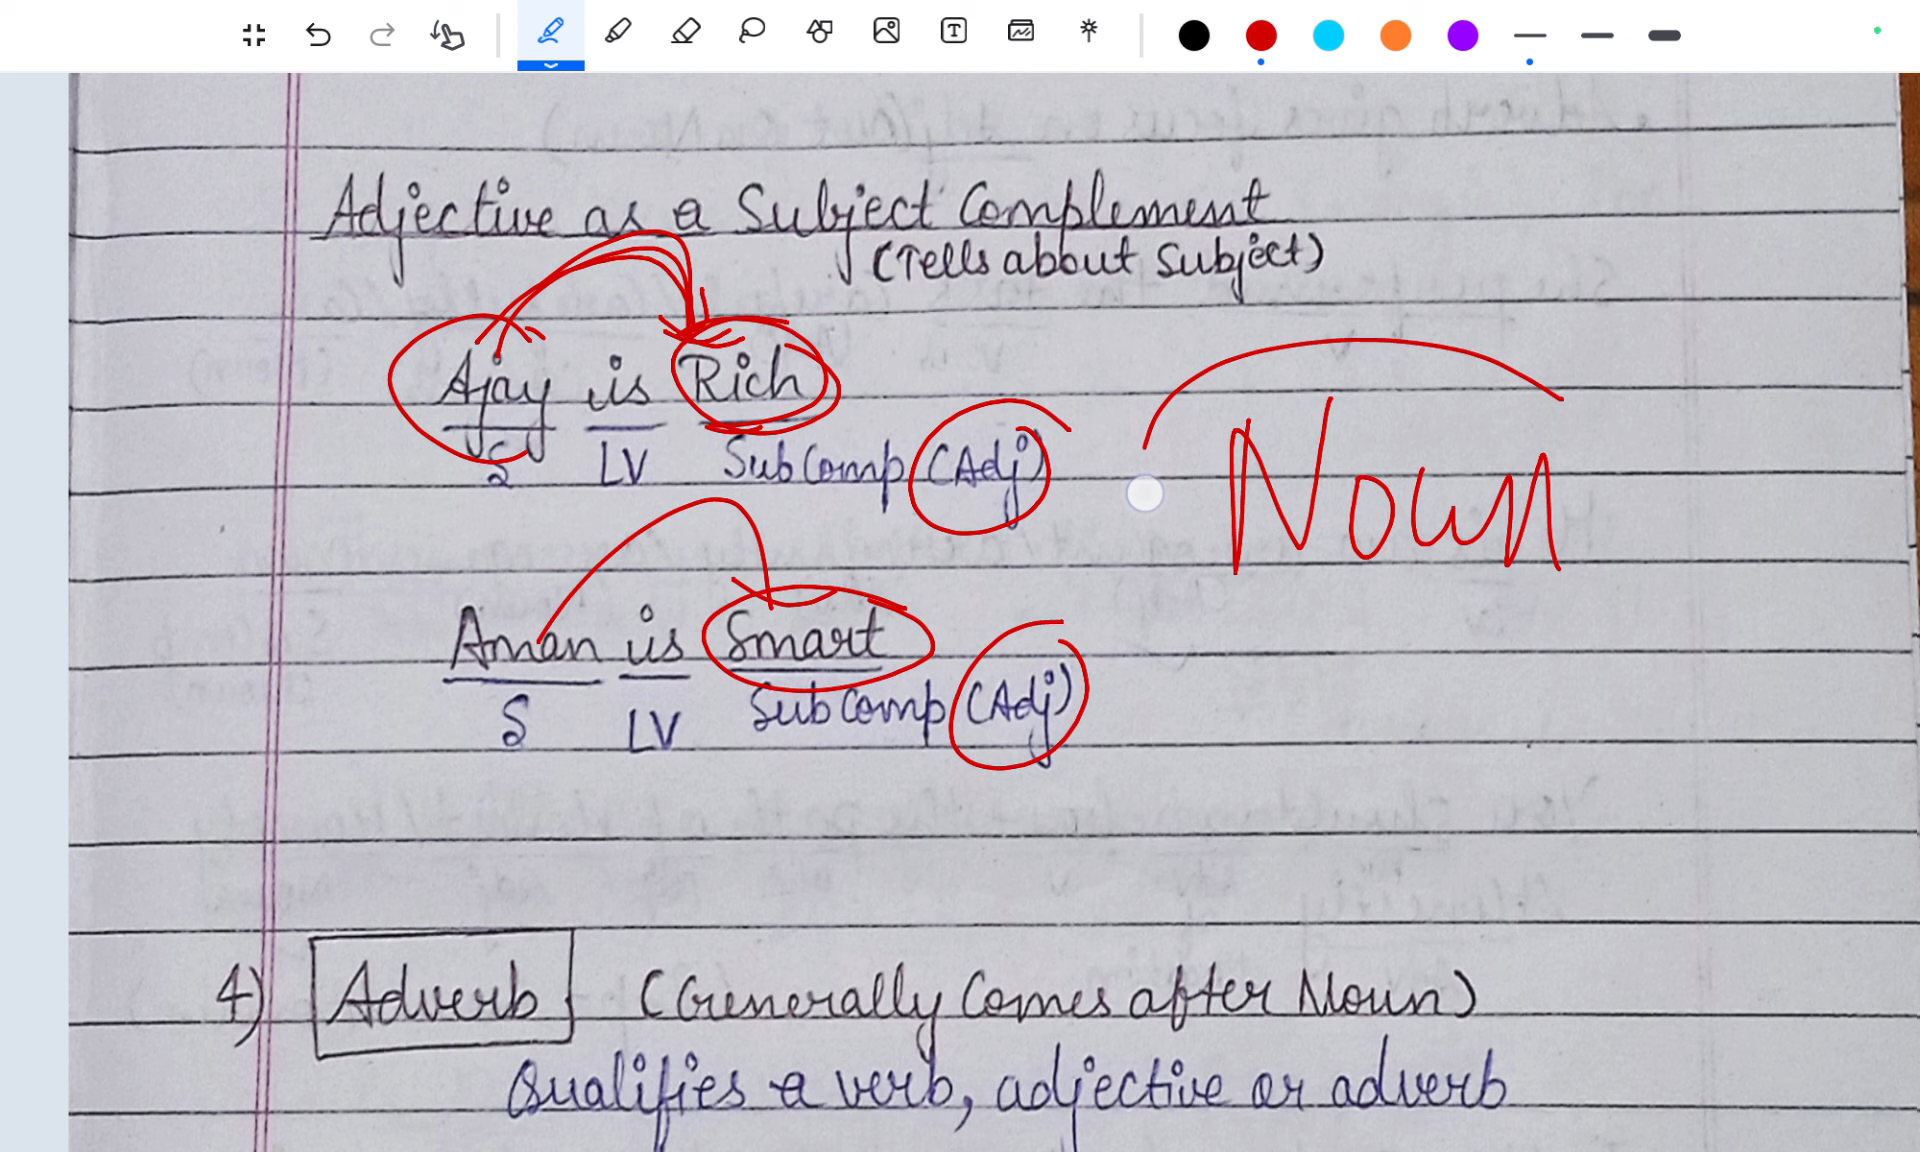 Adjective as a Subject Complement
(Tells about Subject)
Ajay is Rich
S LV Sub Comp (Adj)
Noun
Aman is Smart
S LV Sub Comp (Adj)
4) Adverb (Generally Comes after Noun)
Qualifies a verb, adjective or adverb